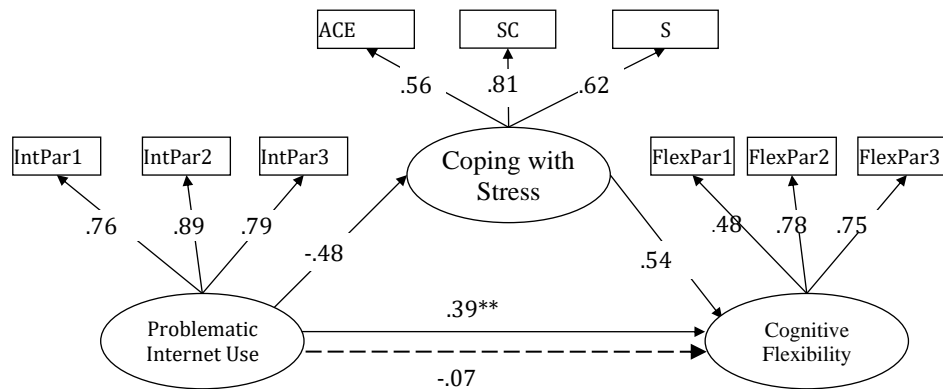 ACE SC S
.56 .81 .62
IntPar1 IntPar2 IntPar3
Coping with
Stress
FlexPar1 FlexPar2 FlexPar3
.76 .89 .79
-.48
.54
.48 .78 .75
Problematic
Internet Use
.39**
-.07
Cognitive
Flexibility